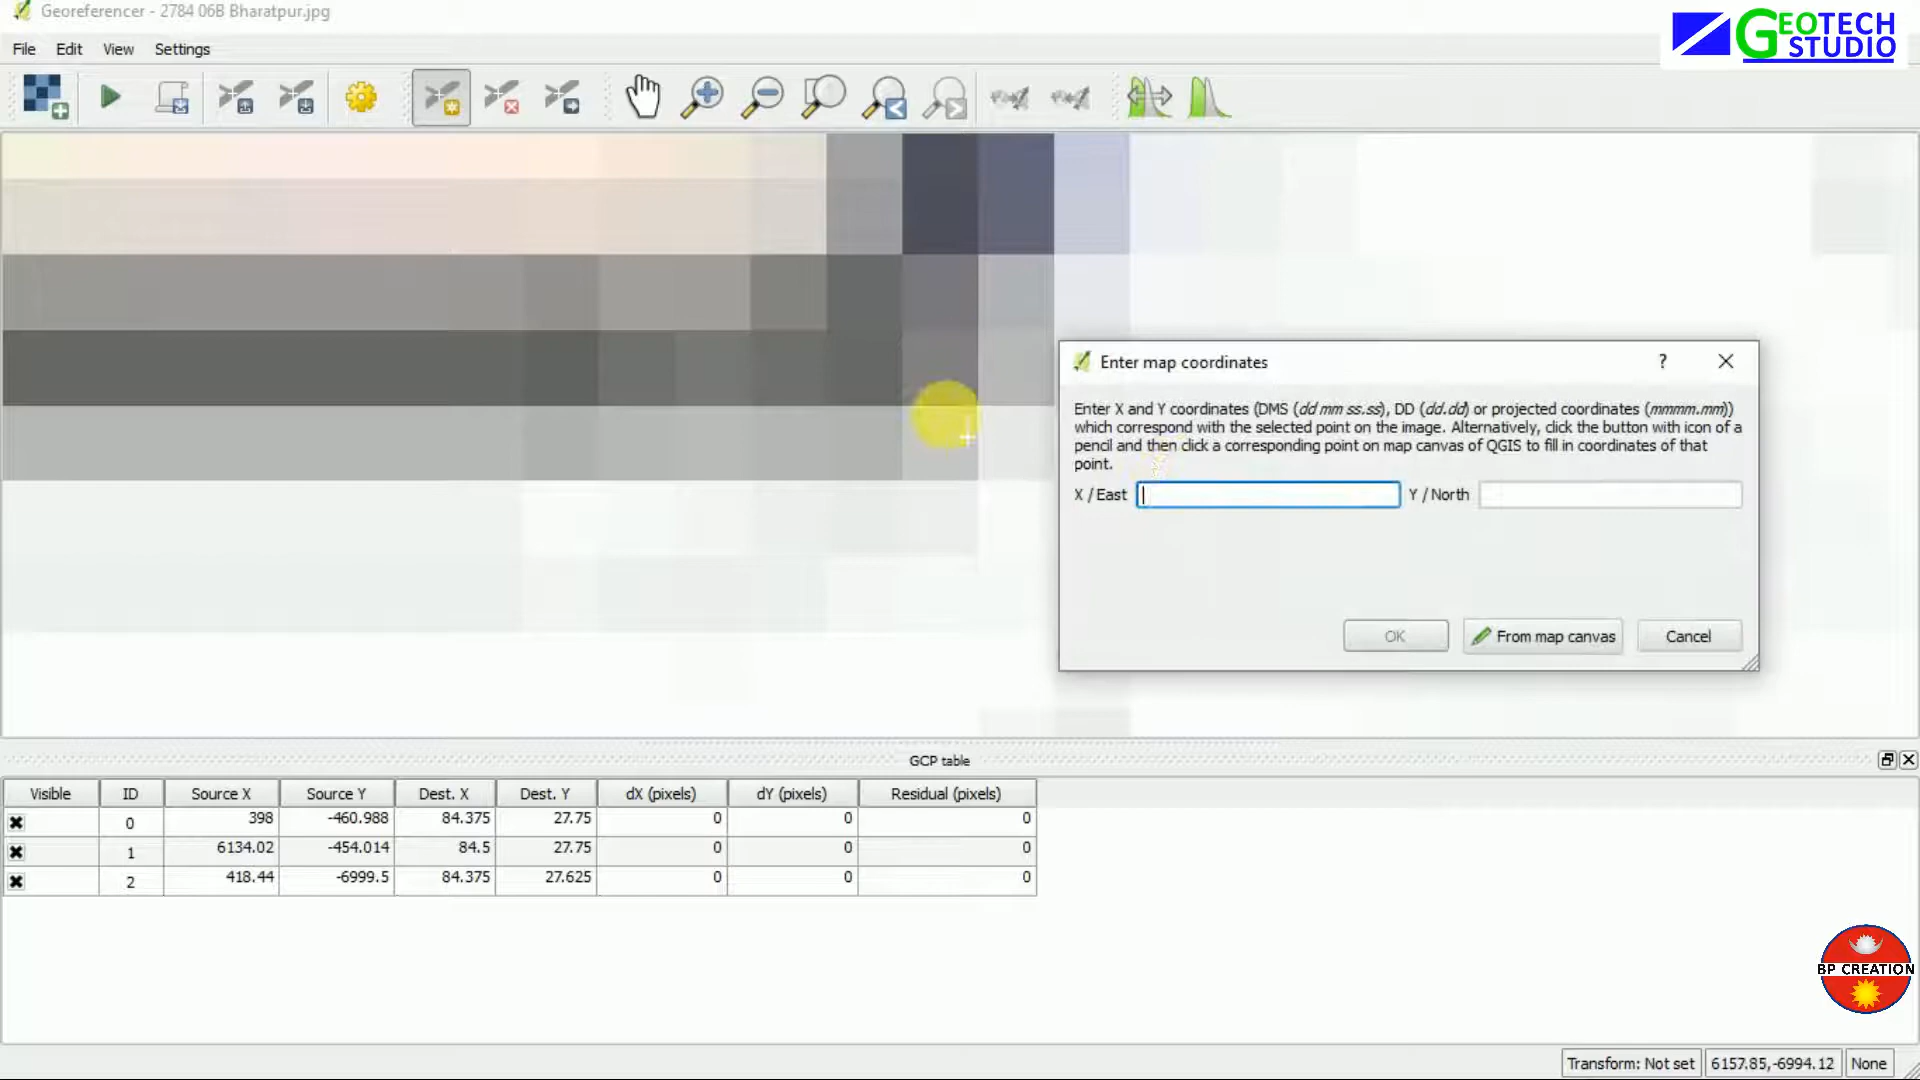 Georeferencer - 2784 06B Bharatpur.jpg
File Edit View Settings
GEOTECH
STUDIO
Enter map coordinates
Enter X and Y coordinates (DMS (dd mm ss.ss), DD (dd.dd) or projected coordinates (mmmm.mm))
which correspond with the selected point on the image. Alternatively, click the button with icon of a
pencil and then click a corresponding point on map canvas of QGIS to fill in coordinates of that
point.
X / East Y / North
OK From map canvas Cancel
GCP table
Visible ID Source X Source Y Dest. X Dest. Y dX (pixels) dY (pixels) Residual (pixels)
0 398 -460.988 84.375 27.75 0 0 0
1 6134.02 -454.014 84.5 27.75 0 0 0
2 418.44 -6999.5 84.375 27.625 0 0 0
BP CREATION
Transform: Not set 6157.85,-6994.12 None